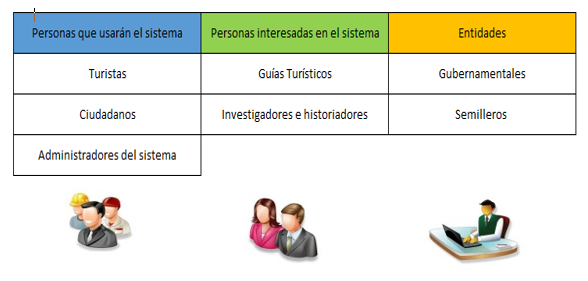 Personas que usarán el sistema Personas interesadas en el sistema Entidades
Turistas Guías Turísticos Gubernamentales
Ciudadanos Investigadores e historiadores Semilleros
Administradores del sistema